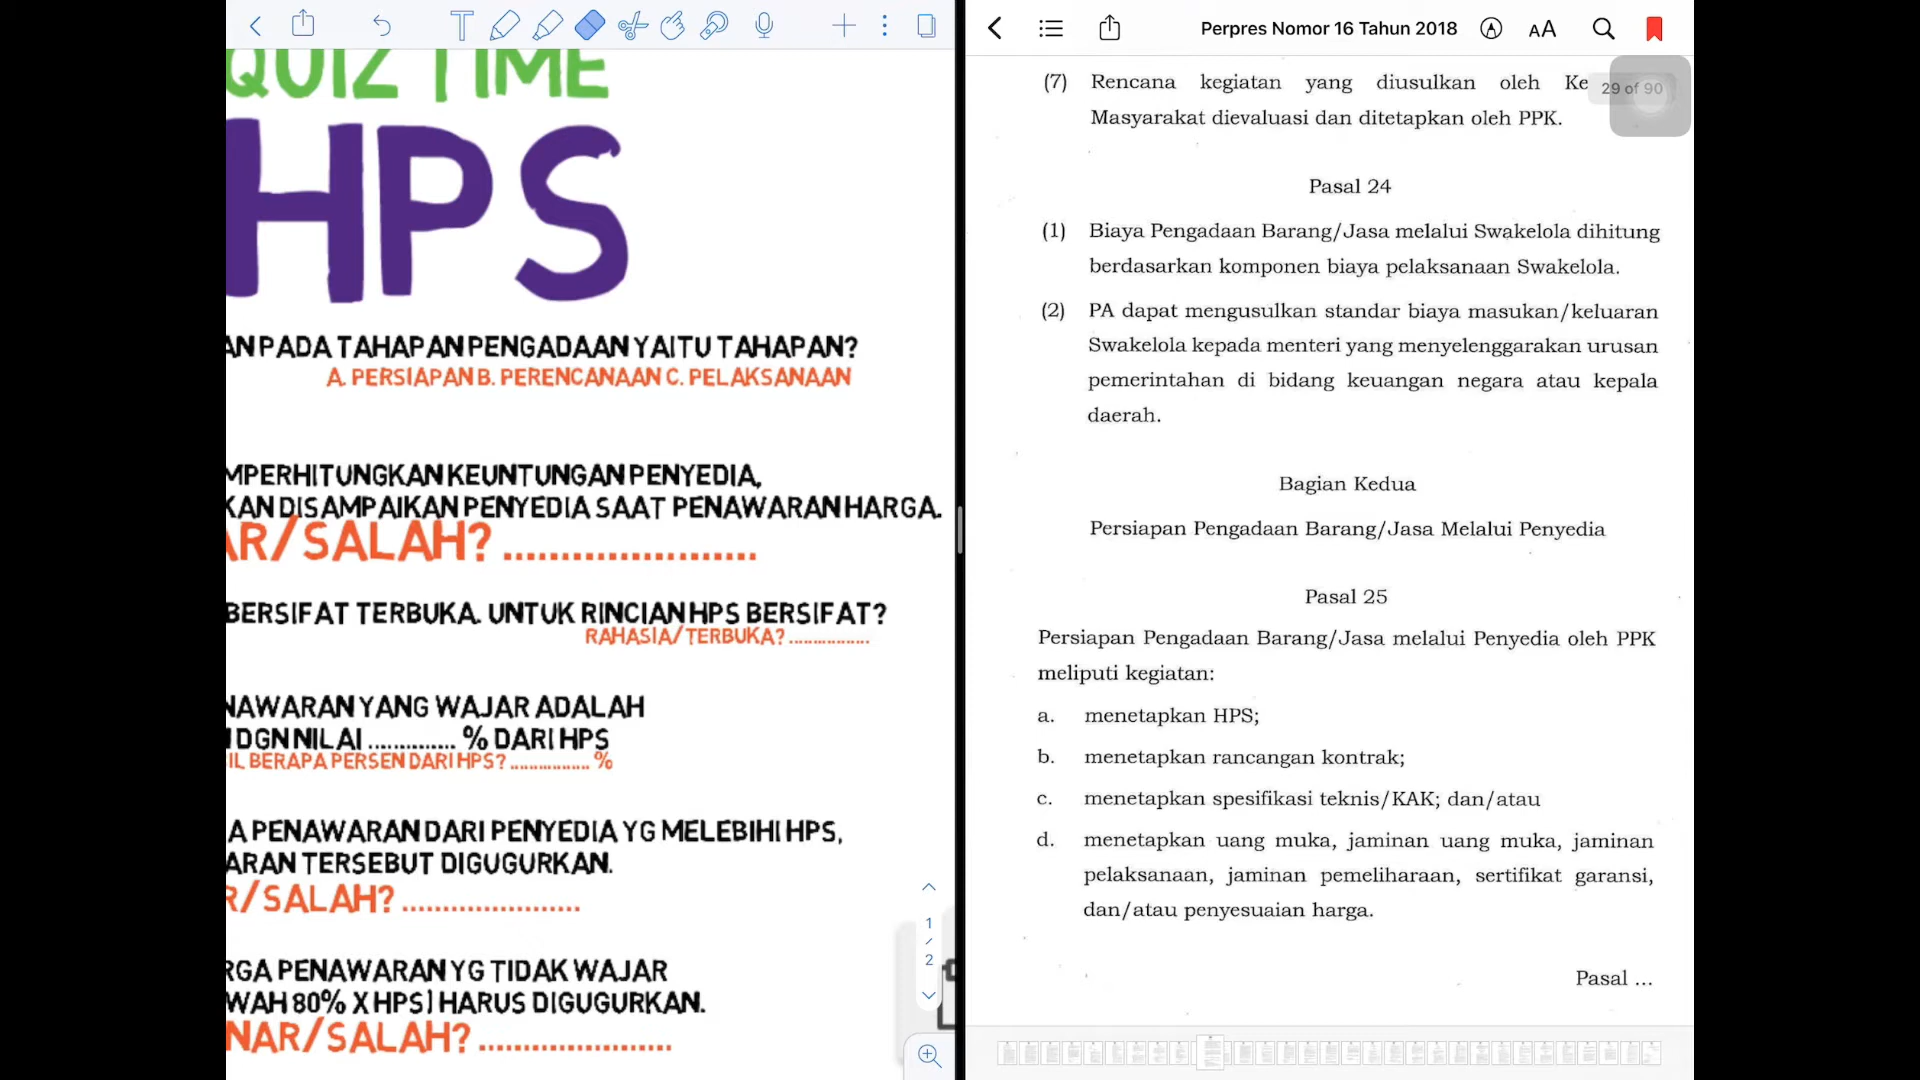 QUIZ TIME
HPS
AN PADA TAHAPAN PENGADAAN YAITU TAHAPAN?
A. PERSIAPAN B. PERENCANAAN C. PELAKSANAAN
MPERHITUNGKAN KEUNTUNGAN PENYEDIA,
KAN DISAMPAIKAN PENYEDIA SAAT PENAWARAN HARGA.
AR/SALAH? ......................
BERSIFAT TERBUKA. UNTUK RINCIAN HPS BERSIFAT?
RAHASIA/TERBUKA? .................
NAWARAN YANG WAJAR ADALAH
I DGN NILAI .............. % DARI HPS
IL BERAPA PERSEN DARI HPS? ................. %
A PENAWARAN DARI PENYEDIA YG MELEBIHI HPS,
ARAN TERSEBUT DIGUGURKAN.
R/SALAH? ......................
RGA PENAWARAN YG TIDAK WAJAR
WAH 80% X HPS) HARUS DIGUGURKAN.
NAR/SALAH? ......................
1
/
2
Perpres Nomor 16 Tahun 2018
AA
29 of 90
(7) Rencana kegiatan yang diusulkan oleh Ke
Masyarakat dievaluasi dan ditetapkan oleh PPK.
Pasal 24
(1) Biaya Pengadaan Barang/Jasa melalui Swakelola dihitung
berdasarkan komponen biaya pelaksanaan Swakelola.
(2) PA dapat mengusulkan standar biaya masukan/keluaran
Swakelola kepada menteri yang menyelenggarakan urusan
pemerintahan di bidang keuangan negara atau kepala
daerah.
Bagian Kedua
Persiapan Pengadaan Barang/Jasa Melalui Penyedia
Pasal 25
Persiapan Pengadaan Barang/Jasa melalui Penyedia oleh PPK
meliputi kegiatan:
a. menetapkan HPS;
b. menetapkan rancangan kontrak;
c. menetapkan spesifikasi teknis/KAK; dan/atau
d. menetapkan uang muka, jaminan uang muka, jaminan
pelaksanaan, jaminan pemeliharaan, sertifikat garansi,
dan/atau penyesuaian harga.
Pasal ...